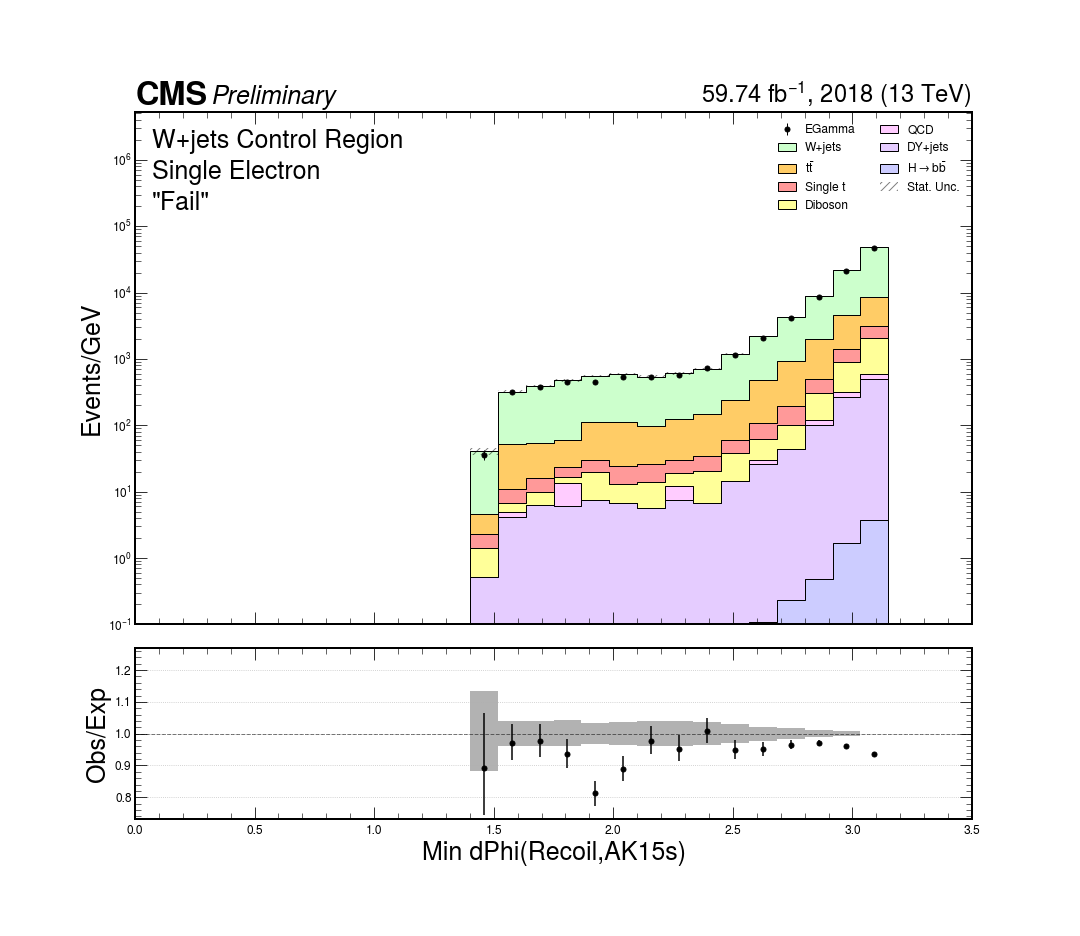 CMS Preliminary
59.74 fb⁻¹, 2018 (13 TeV)
W+jets Control Region
Single Electron
"Fail"
EGamma
W+jets
tt̄
Single t
Diboson
QCD
DY+jets
H→bb̄
Stat. Unc.
Events/GeV
10⁶
10⁵
10⁴
10³
10²
10¹
10⁰
10⁻¹
Obs/Exp
1.2
1.1
1.0
0.9
0.8
0.0 0.5 1.0 1.5 2.0 2.5 3.0 3.5
Min dPhi(Recoil,AK15s)